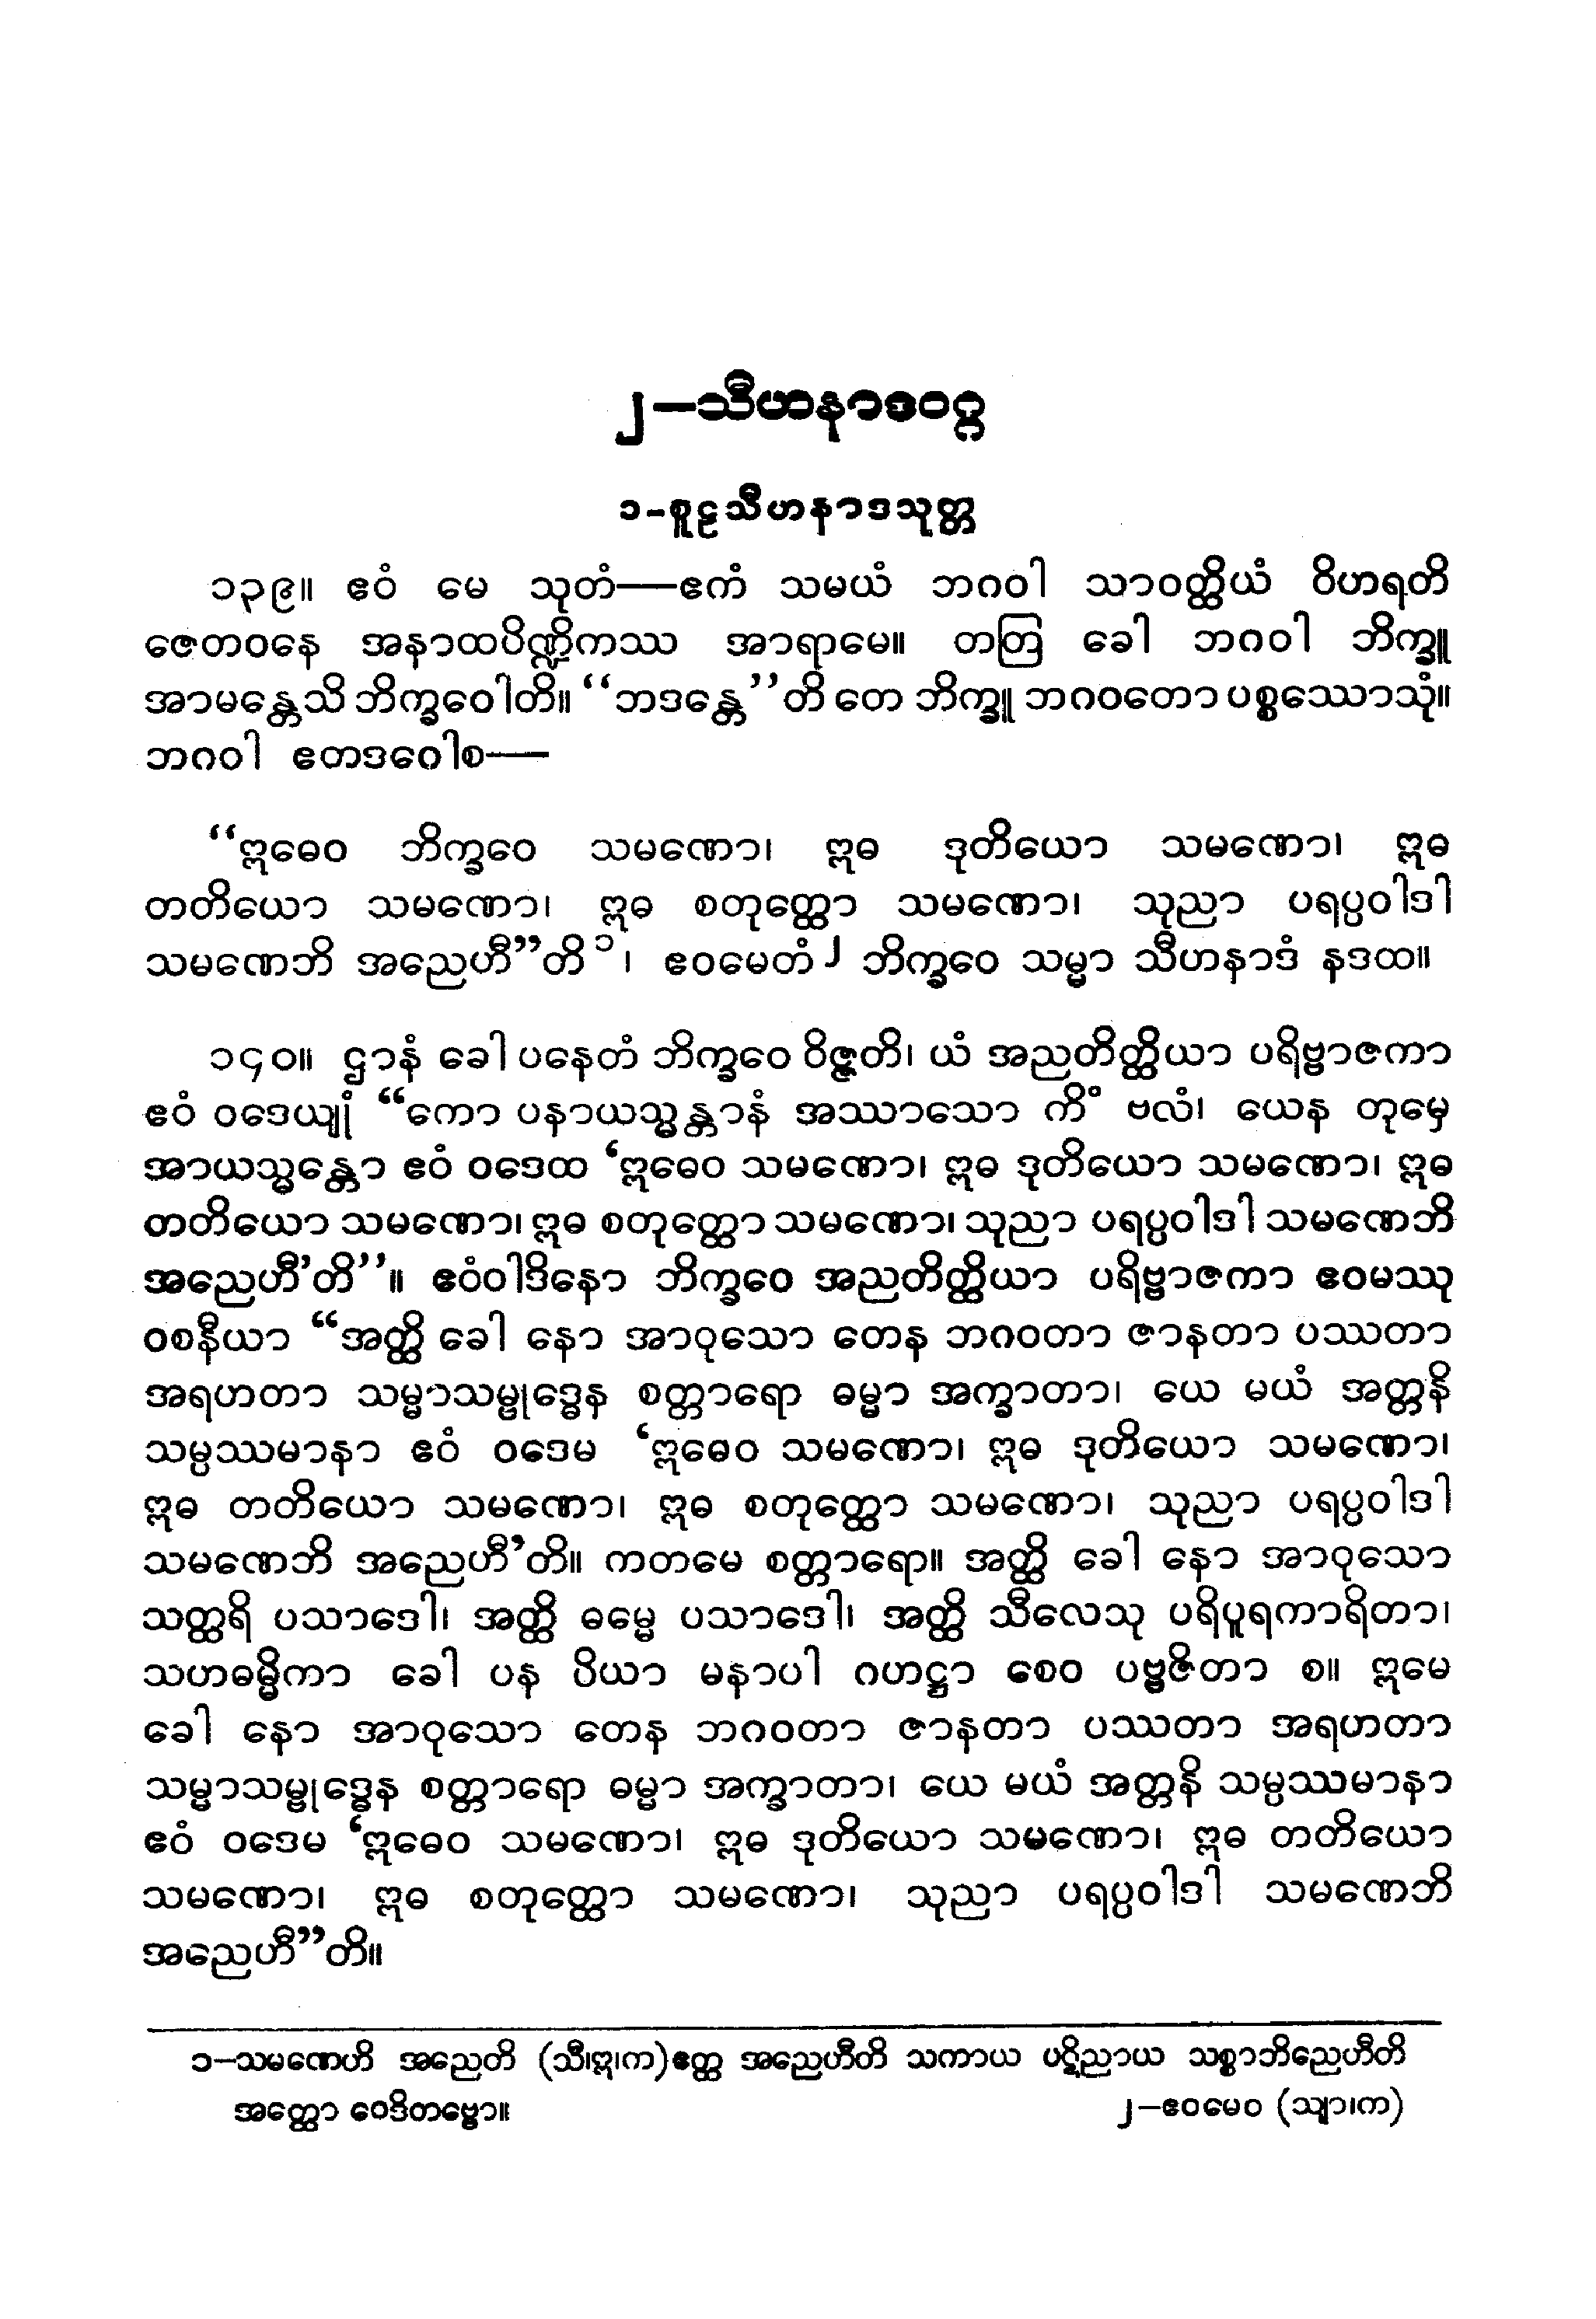 ၂—သီဟနာဒဝဂ္ဂ
၁-စူဠသီဟနာဒသုတ္တ
၁၃၉။ ဧဝံ မေ သုတံ—ဧကံ သမယံ ဘဂဝါ သာဝတ္ထိယံ ဝိဟရတိ
ဇေတဝနေ အနာထပိဏ္ဍိကဿ အာရာမေ။ တတြ ခေါ ဘဂဝါ ဘိက္ခူ
အာမန္တေသိ ဘိက္ခဝေါတိ။ “ဘဒန္တေ”တိ တေ ဘိက္ခူ ဘဂဝတော ပစ္စဿောသုံ။
ဘဂဝါ ဧတဒဝေါစ—
“ဣဓေဝ ဘိက္ခဝေ သမဏော၊ ဣဓ ဒုတိယော သမဏော၊ ဣဓ
တတိယော သမဏော၊ ဣဓ စတုတ္ထော သမဏော၊ သုညာ ပရပ္ပဝါဒါ
သမဏေဘိ အညေဟီ”တိ၁၊ ဧဝမေတံ၂ ဘိက္ခဝေ သမ္မာ သီဟနာဒံ နဒထ။
၁၄၀။ ဌာနံ ခေါ ပနေတံ ဘိက္ခဝေ ဝိဇ္ဇတိ၊ ယံ အညတိတ္ထိယာ ပရိဗ္ဗာဇကာ
ဧဝံ ဝဒေယျုံ “ကော ပနာယသ္မန္တာနံ အဿာသော ကိံ ဗလံ၊ ယေန တုမှေ
အာယသ္မန္တော ဧဝံ ဝဒေထ ‘ဣဓေဝ သမဏော၊ ဣဓ ဒုတိယော သမဏော၊ ဣဓ
တတိယော သမဏော၊ ဣဓ စတုတ္ထော သမဏော၊ သုညာ ပရပ္ပဝါဒါ သမဏေဘိ
အညေဟီ’တိ”။ ဧဝံဝါဒိနော ဘိက္ခဝေ အညတိတ္ထိယာ ပရိဗ္ဗာဇကာ ဧဝမဿု
ဝစနီယာ “အတ္ထိ ခေါ နော အာဝုသော တေန ဘဂဝတာ ဇာနတာ ပဿတာ
အရဟတာ သမ္မာသမ္ဗုဒ္ဓေန စတ္တာရော ဓမ္မာ အက္ခာတာ၊ ယေ မယံ အတ္တနိ
သမ္ပဿမာနာ ဧဝံ ဝဒေမ ‘ဣဓေဝ သမဏော၊ ဣဓ ဒုတိယော သမဏော၊
ဣဓ တတိယော သမဏော၊ ဣဓ စတုတ္ထော သမဏော၊ သုညာ ပရပ္ပဝါဒါ
သမဏေဘိ အညေဟီ’တိ။ ကတမေ စတ္တာရော။ အတ္ထိ ခေါ နော အာဝုသော
သတ္ထရိ ပသာဒေါ၊ အတ္ထိ ဓမ္မေ ပသာဒေါ၊ အတ္ထိ သီလေသု ပရိပူရကာရိတာ၊
သဟဓမ္မိကာ ခေါ ပန ပိယာ မနာပါ ဂဟဋ္ဌာ စေဝ ပဗ္ဗဇိတာ စ။ ဣမေ
ခေါ နော အာဝုသော တေန ဘဂဝတာ ဇာနတာ ပဿတာ အရဟတာ
သမ္မာသမ္ဗုဒ္ဓေန စတ္တာရော ဓမ္မာ အက္ခာတာ၊ ယေ မယံ အတ္တနိ သမ္ပဿမာနာ
ဧဝံ ဝဒေမ ‘ဣဓေဝ သမဏော၊ ဣဓ ဒုတိယော သမဏော၊ ဣဓ တတိယော
သမဏော၊ ဣဓ စတုတ္ထော သမဏော၊ သုညာ ပရပ္ပဝါဒါ သမဏေဘိ
အညေဟီ”တိ။
၁—သမဏေဟိ အညေတိ (သီ၊ဣ၊က) ဧတ္ထ အညေဟီတိ သကာယ ပဋိညာယ သစ္စာဘိညေဟီတိ
အတ္ထော ဝေဒိတဗ္ဗော။ ၂—ဧဝမေဝ (သျာ၊က)